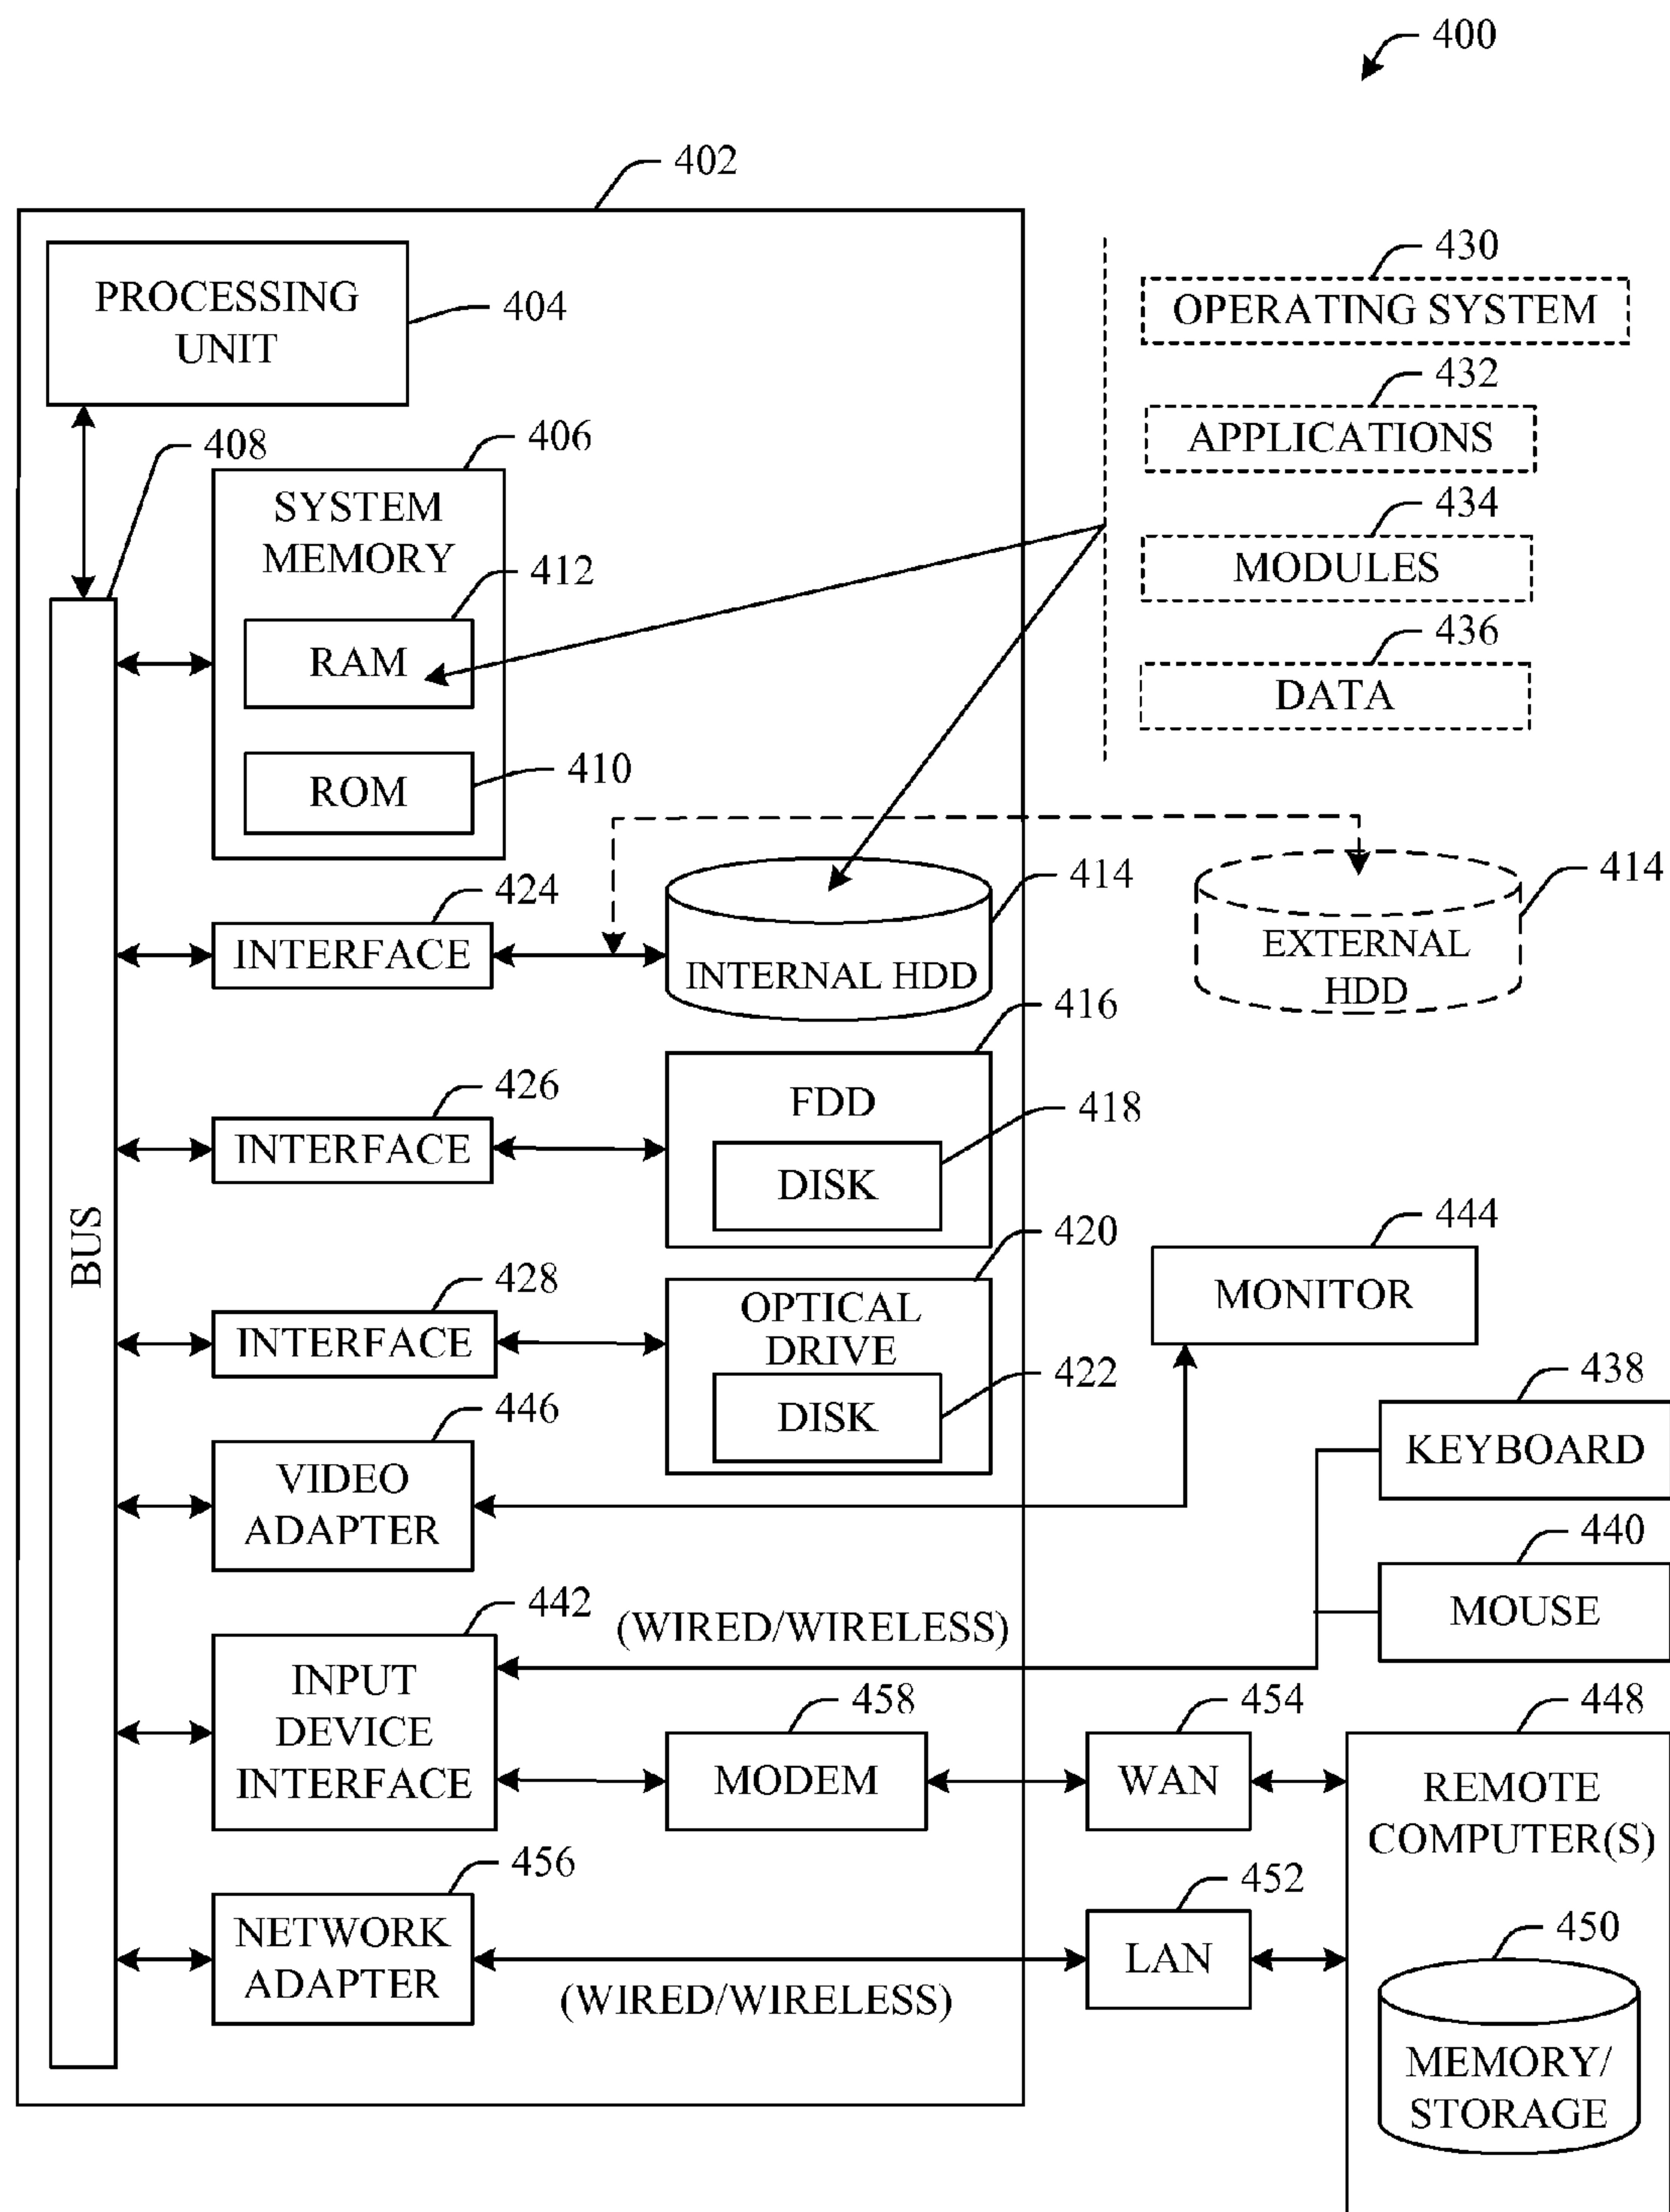 400
402
PROCESSING
UNIT
404
408
406
SYSTEM
MEMORY
412
RAM
ROM
410
430
OPERATING SYSTEM
432
APPLICATIONS
434
MODULES
436
DATA
BUS
424
INTERFACE
414
INTERNAL HDD
414
EXTERNAL
HDD
426
INTERFACE
416
FDD
418
DISK
428
INTERFACE
420
OPTICAL
DRIVE
422
DISK
444
MONITOR
446
VIDEO
ADAPTER
438
KEYBOARD
440
MOUSE
442
(WIRED/WIRELESS)
INPUT
DEVICE
INTERFACE
458
MODEM
454
WAN
448
REMOTE
COMPUTER(S)
456
NETWORK
ADAPTER
(WIRED/WIRELESS)
452
LAN
450
MEMORY/
STORAGE